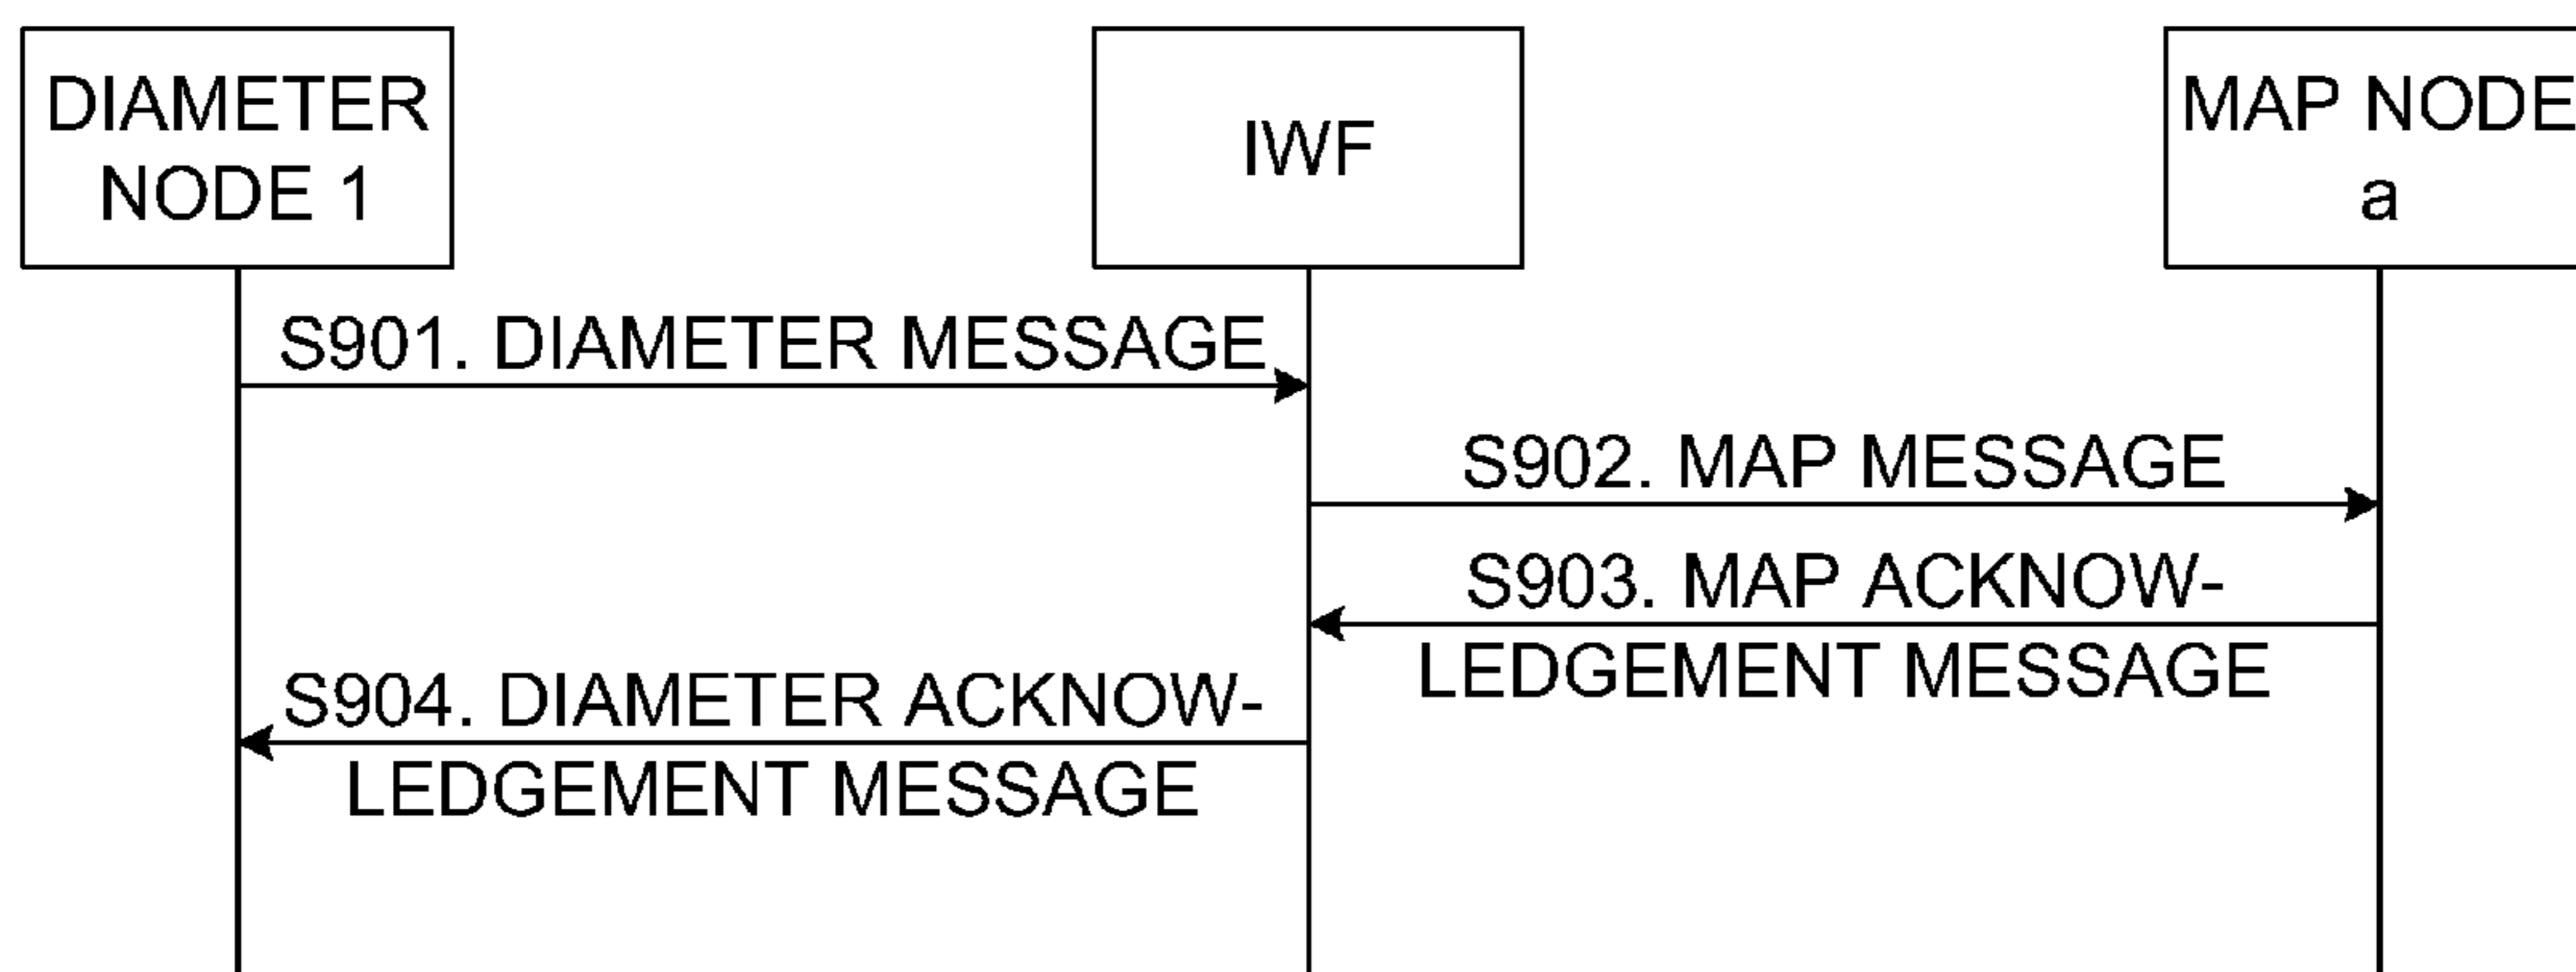 DIAMETER
NODE 1
IWF
MAP NODE
a
S901. DIAMETER MESSAGE
S902. MAP MESSAGE
S903. MAP ACKNOW-
LEDGEMENT MESSAGE
S904. DIAMETER ACKNOW-
LEDGEMENT MESSAGE